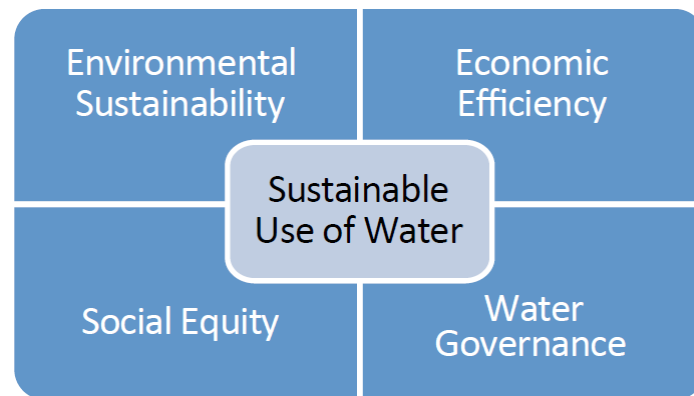 Environmental
Sustainability
Economic
Efficiency
Sustainable
Use of Water
Social Equity
Water
Governance